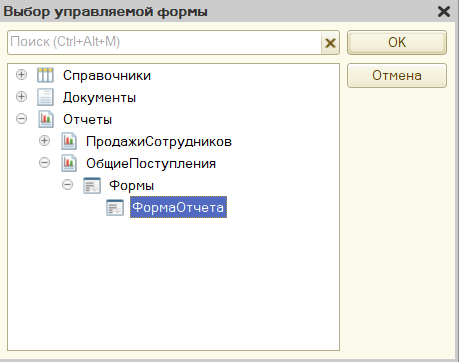 Выбор управляемой формы
Поиск (Ctrl+Alt+M)
OK
Справочники
Отмена
Документы
Отчеты
ПродажиСотрудников
ОбщиеПоступления
Формы
ФормаОтчета